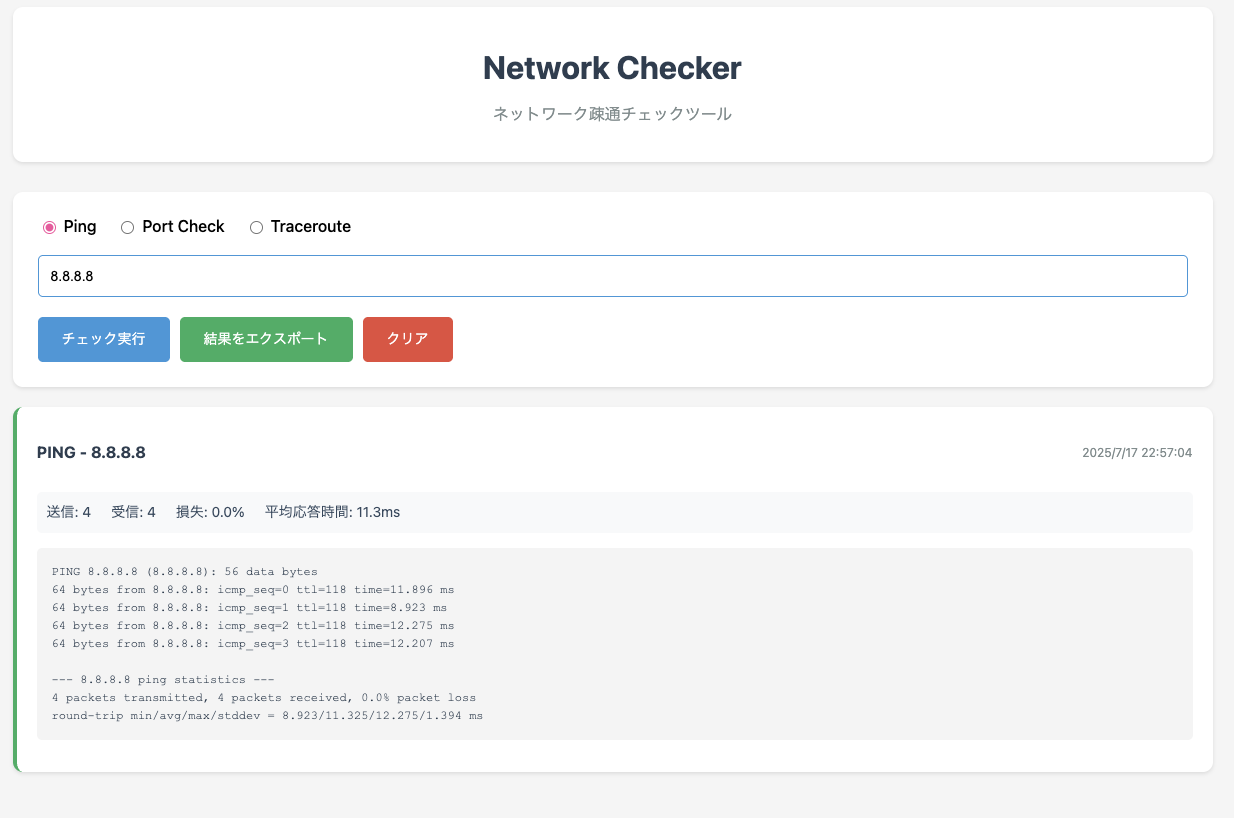 Network Checker
ネットワーク疎通チェックツール
Ping Port Check Traceroute
8.8.8.8
チェック実行 結果をエクスポート クリア
PING - 8.8.8.8 2025/7/17 22:57:04
送信: 4 受信: 4 損失: 0.0% 平均応答時間: 11.3ms
PING 8.8.8.8 (8.8.8.8): 56 data bytes
64 bytes from 8.8.8.8: icmp_seq=0 ttl=118 time=11.896 ms
64 bytes from 8.8.8.8: icmp_seq=1 ttl=118 time=8.923 ms
64 bytes from 8.8.8.8: icmp_seq=2 ttl=118 time=12.275 ms
64 bytes from 8.8.8.8: icmp_seq=3 ttl=118 time=12.207 ms
--- 8.8.8.8 ping statistics ---
4 packets transmitted, 4 packets received, 0.0% packet loss
round-trip min/avg/max/stddev = 8.923/11.325/12.275/1.394 ms